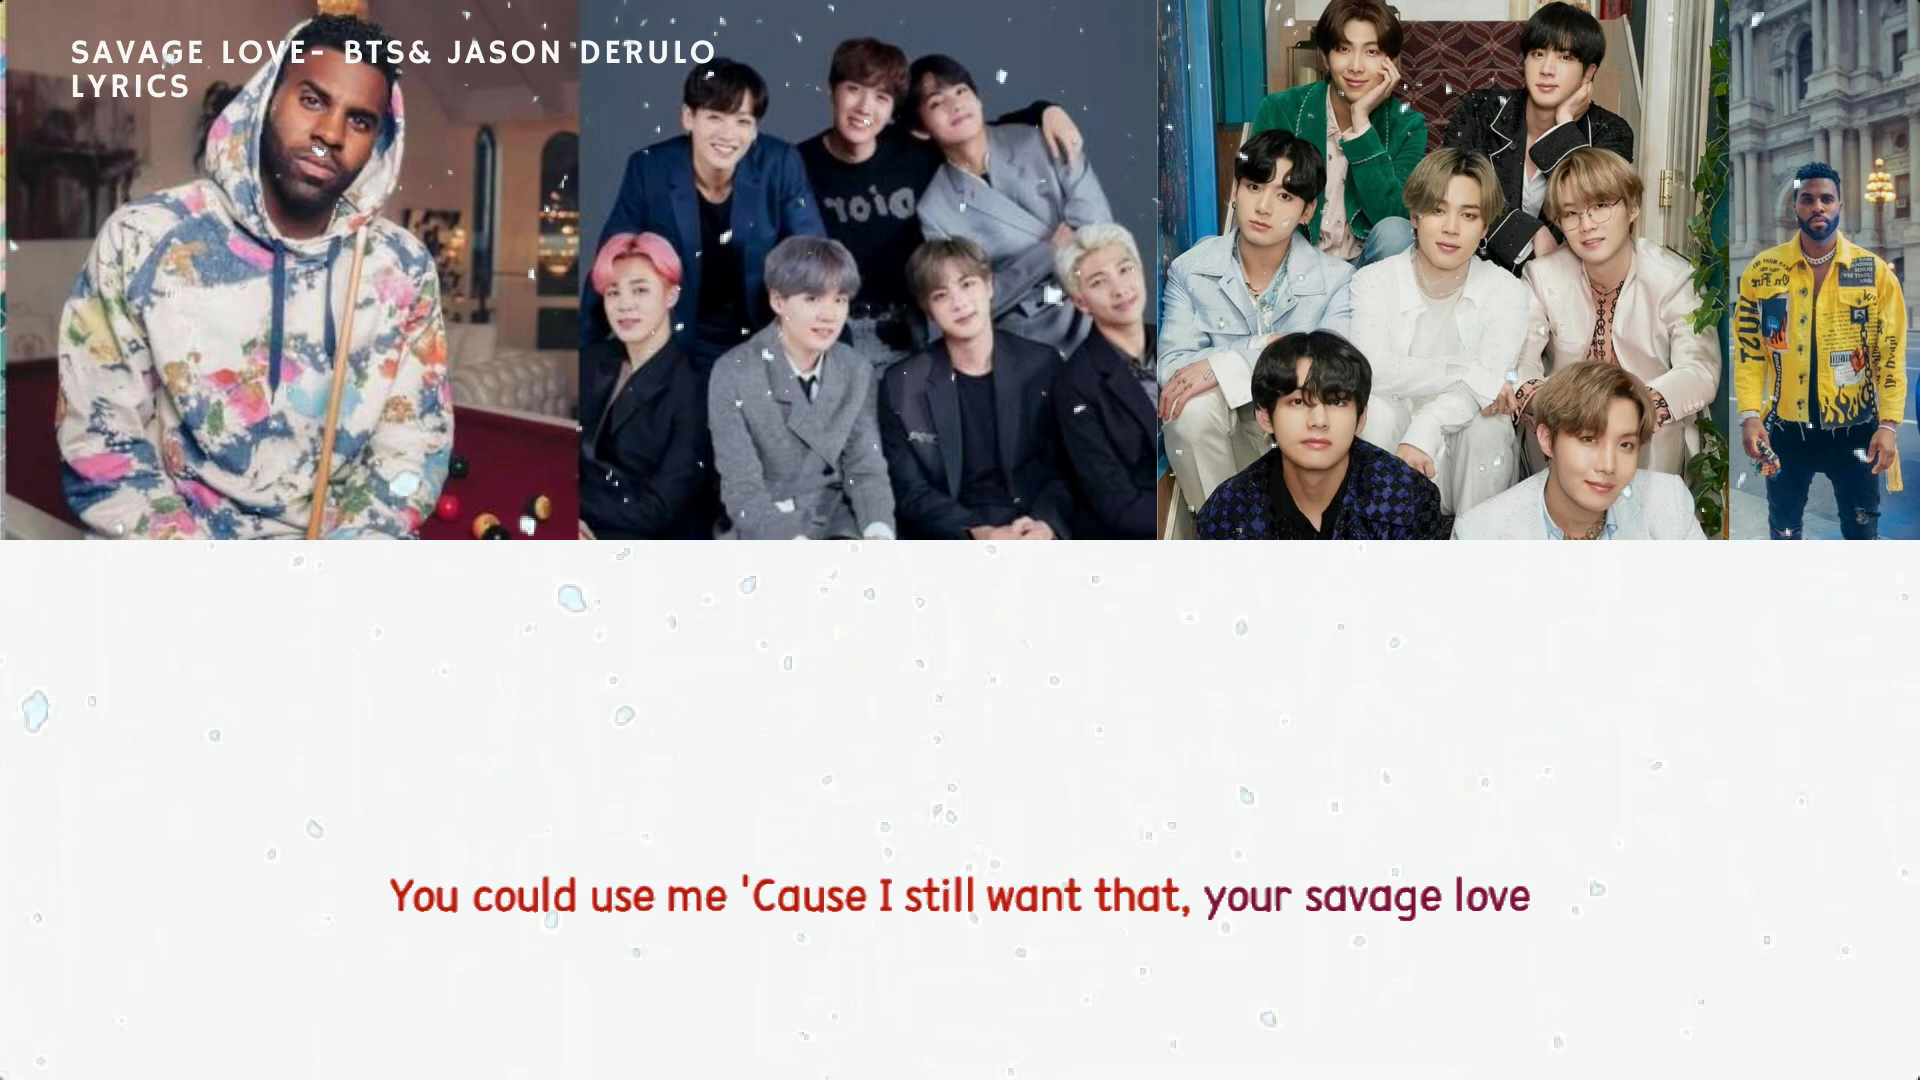 SAVAGE LOVE- BTS& JASON DERULO
LYRICS
You could use me 'Cause I still want that, your savage love